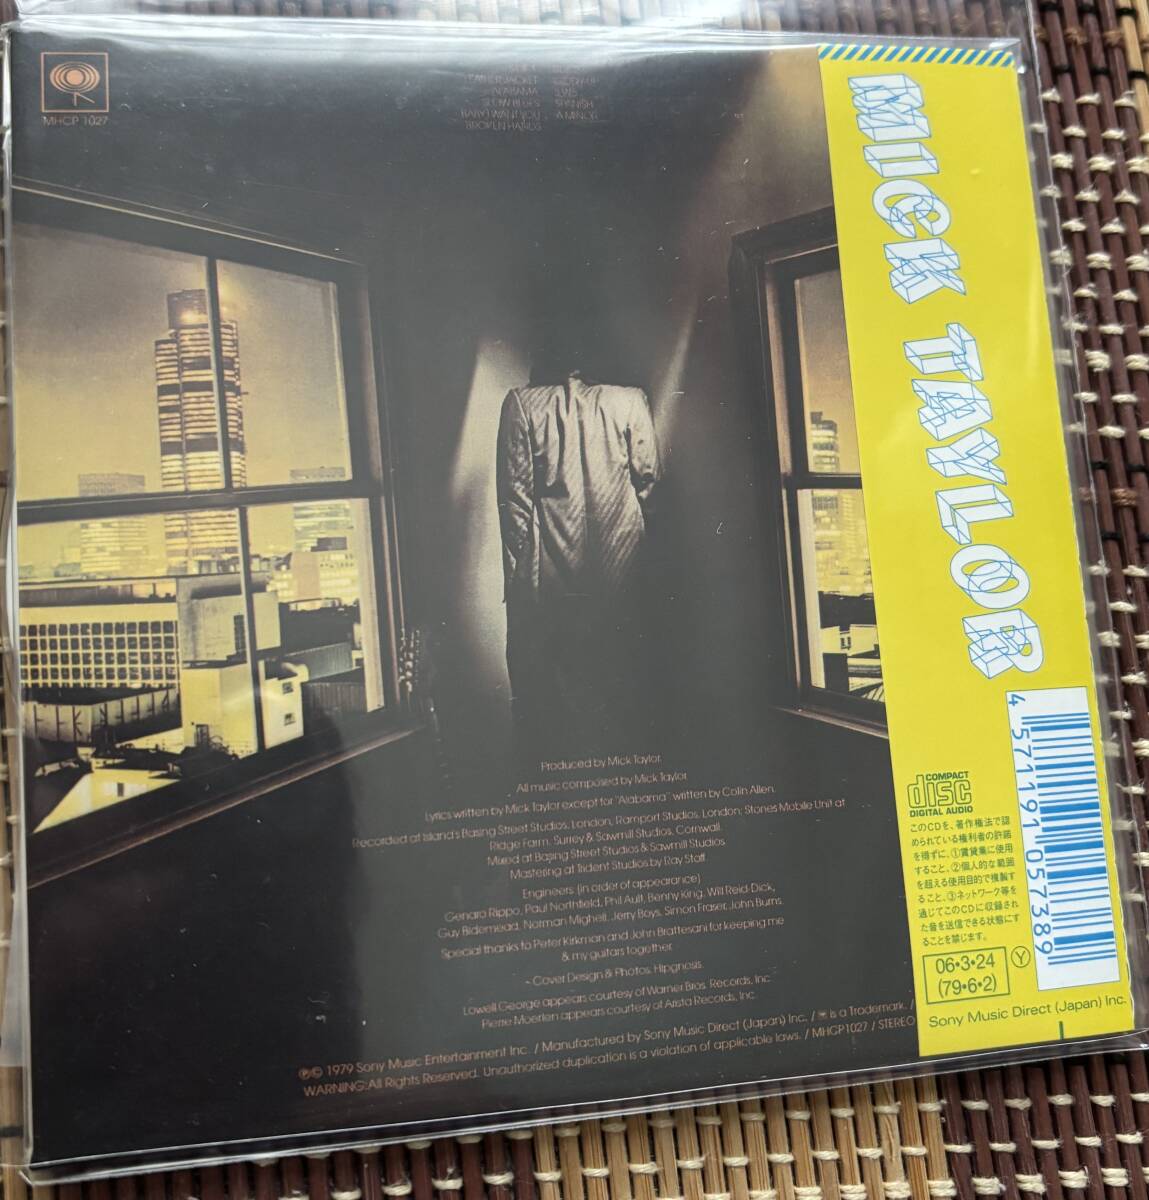 MHCP 1027
LEATHER JACKET GIDDY-UP
ALABAMA S.W.5
SLOW BLUES SPANISH
BABY I WANT YOU A MINOR
BROKEN HANDS
MICK TAYLOR
Produced by Mick Taylor.
All music composed by Mick Taylor
Lyrics written by Mick Taylor except for "Alabama" written by Colin Allen.
Recorded at Island's Basing Street Studios, London; Ramport Studios, London; Stones Mobile Unit at
Ridge Farm, Surrey & Sawmill Studios, Cornwall.
Mixed at Basing Street Studios & Sawmill Studios
Mastering at Trident Studios by Ray Staff.
Engineers (in order of appearance)
Genaro Rippo, Paul Northfield, Phil Ault, Benny King, Will Reid-Dick,
Guy Bidemead, Norman Mighell, Jerry Boys, Simon Fraser, John Burns.
Special thanks to Peter Kirkman and John Brattesani for keeping me
& my guitars together.
Cover Design & Photos, Hipgnosis.
Lowell George appears courtesy of Warner Bros. Records, Inc.
Pierre Moerlen appears courtesy of Arista Records, Inc.
℗© 1979 Sony Music Entertainment Inc. / Manufactured by Sony Music Direct (Japan) Inc. / is a Trademark. /
WARNING: All Rights Reserved. Unauthorized duplication is a violation of applicable laws. / MHCP1027 / STEREO
4 571191 057389
COMPACT
disc
DIGITAL AUDIO
このCDを、著作権法で認
められている権利者の許諾
を得ずに、①賃貸業に使用
すること、②個人的な範囲
を超える使用目的で複製す
ること、③ネットワーク等を
通じてこのCDに収録され
た音を送信できる状態にす
ることを禁じます。
06・3・24
(79・6・2)
Y
Sony Music Direct (Japan) Inc.